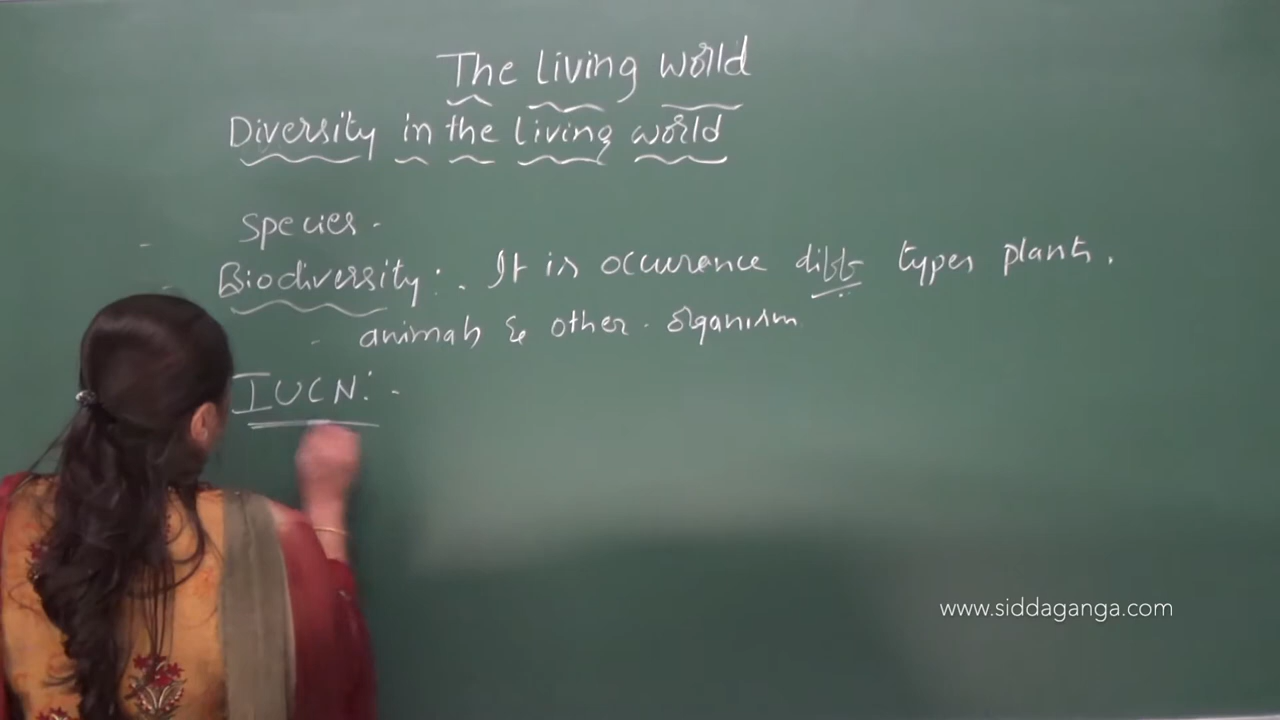 The living world
Diversity in the living world
Species -
Biodiversity : . It is occurance diff types plants ,
animals & other . organism
IUCN : -
www.siddaganga.com